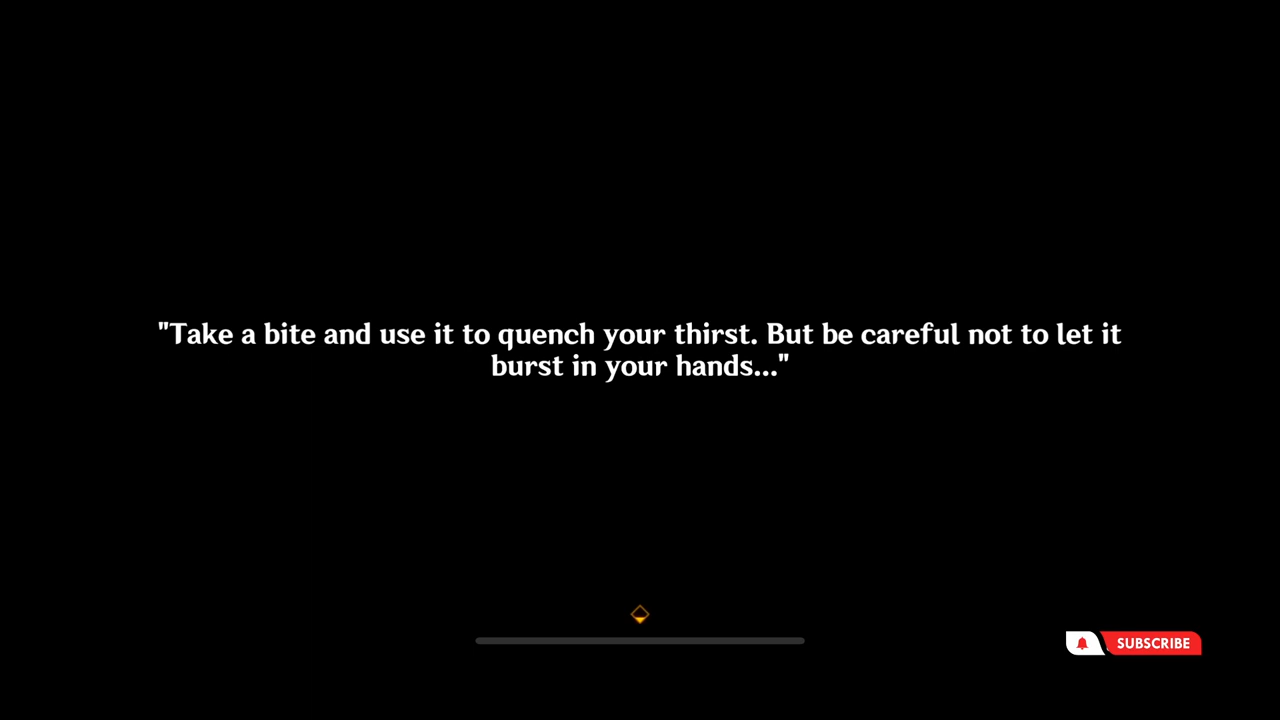 "Take a bite and use it to quench your thirst. But be careful not to let it
burst in your hands..."
SUBSCRIBE